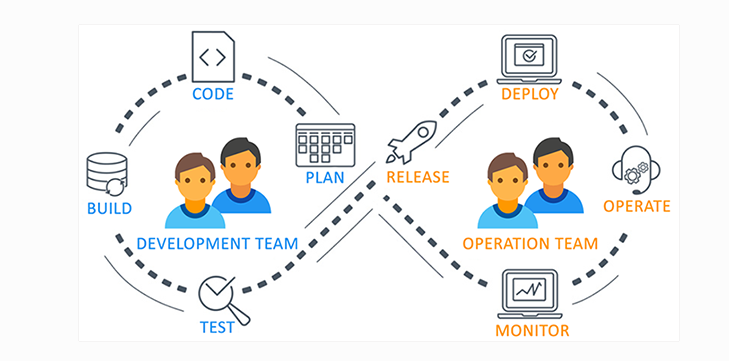 CODE
DEPLOY
PLAN
RELEASE
BUILD
OPERATE
DEVELOPMENT TEAM
OPERATION TEAM
TEST
MONITOR